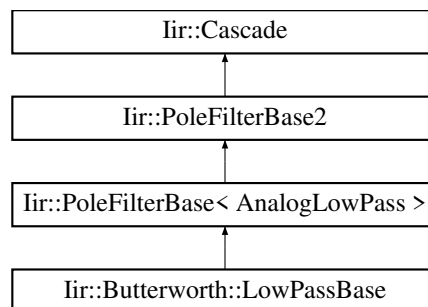 Iir::Cascade
Iir::PoleFilterBase2
Iir::PoleFilterBase< AnalogLowPass >
Iir::Butterworth::LowPassBase